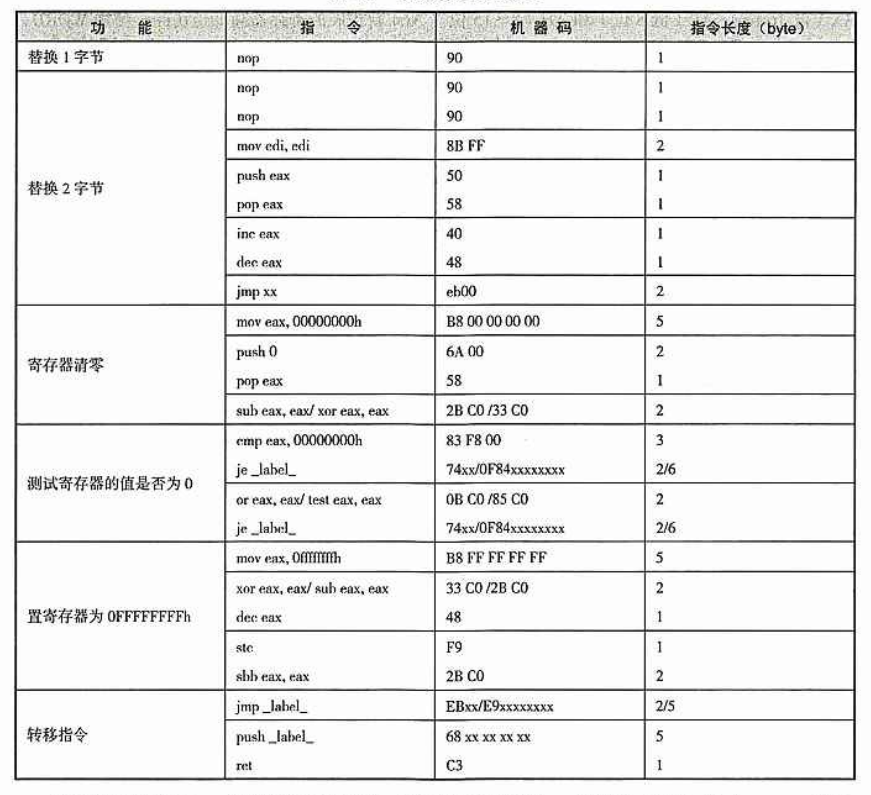 功 能 指 令 机 器 码 指令长度（byte）
替换 1 字节 nop 90 1
nop 90 1
nop 90 1
mov edi, edi 8B FF 2
替换 2 字节
push eax 50 1
pop eax 58 1
inc eax 40 1
dec eax 48 1
jmp xx eb00 2
mov eax, 00000000h B8 00 00 00 00 5
寄存器清零
push 0 6A 00 2
pop eax 58 1
sub eax, eax/ xor eax, eax 2B C0 /33 C0 2
cmp eax, 00000000h 83 F8 00 3
je _label_ 74xx/0F84xxxxxxxx 2/6
测试寄存器的值是否为 0
or eax, eax/ test eax, eax 0B C0 /85 C0 2
je _label_ 74xx/0F84xxxxxxxx 2/6
mov eax, 0ffffffffh B8 FF FF FF FF 5
xor eax, eax/ sub eax, eax 33 C0 /2B C0 2
置寄存器为 0FFFFFFFFh dec eax 48 1
stc F9 1
sbb eax, eax 2B C0 2
jmp _label_ EBxx/E9xxxxxxxx 2/5
转移指令 push _label_ 68 xx xx xx xx 5
ret C3 1